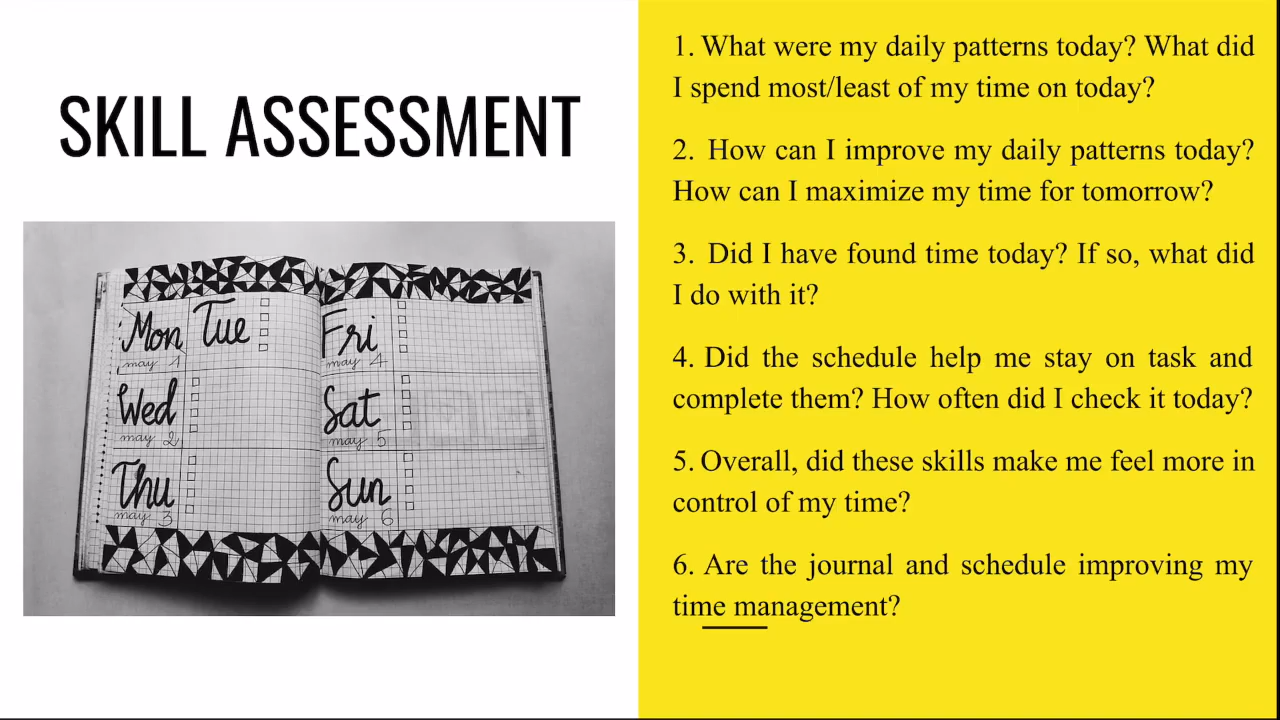 SKILL ASSESSMENT
Mon
may 1
Tue
Wed
may 2
Thu
may 3
Fri
may 4
Sat
may 5
Sun
may 6
1. What were my daily patterns today? What did
I spend most/least of my time on today?
2. How can I improve my daily patterns today?
How can I maximize my time for tomorrow?
3. Did I have found time today? If so, what did
I do with it?
4. Did the schedule help me stay on task and
complete them? How often did I check it today?
5. Overall, did these skills make me feel more in
control of my time?
6. Are the journal and schedule improving my
time management?